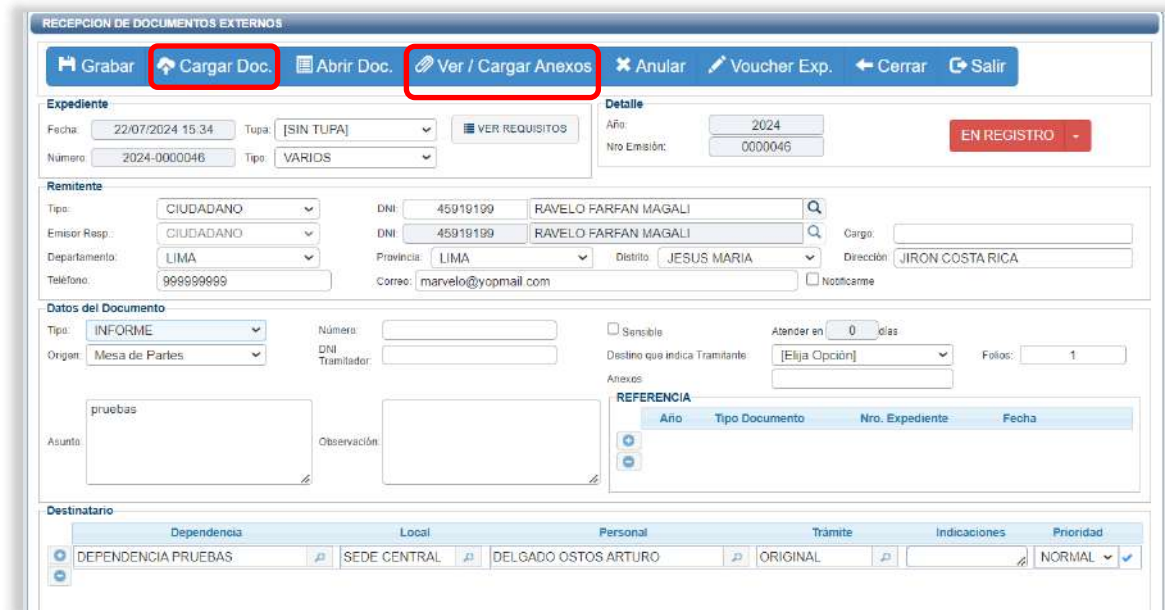 RECEPCION DE DOCUMENTOS EXTERNOS
Grabar Cargar Doc. Abrir Doc. Ver / Cargar Anexos Anular Voucher Exp. Cerrar Salir
Expediente Detalle
Fecha: 22/07/2024 15:34 Tupa: [SIN TUPA] VER REQUISITOS Año: 2024 EN REGISTRO
Número: 2024-0000046 Tipo: VARIOS Nro Emisión: 0000046
Remitente
Tipo: CIUDADANO DNI: 45919199 RAVELO FARFAN MAGALI
Emisor Resp.: CIUDADANO DNI: 45919199 RAVELO FARFAN MAGALI Cargo:
Departamento: LIMA Provincia: LIMA Distrito: JESUS MARIA Dirección: JIRON COSTA RICA
Teléfono: 999999999 Correo: marvelo@yopmail.com Notificarme
Datos del Documento
Tipo: INFORME Número: Sensible Atender en 0 días
Origen: Mesa de Partes DNI Tramitador: Destino que indica Tramitante [Elija Opción] Folios: 1
Anexos
REFERENCIA
Año Tipo Documento Nro. Expediente Fecha
Asunto: pruebas Observación:
Destinatario
Dependencia Local Personal Trámite Indicaciones Prioridad
DEPENDENCIA PRUEBAS SEDE CENTRAL DELGADO OSTOS ARTURO ORIGINAL NORMAL